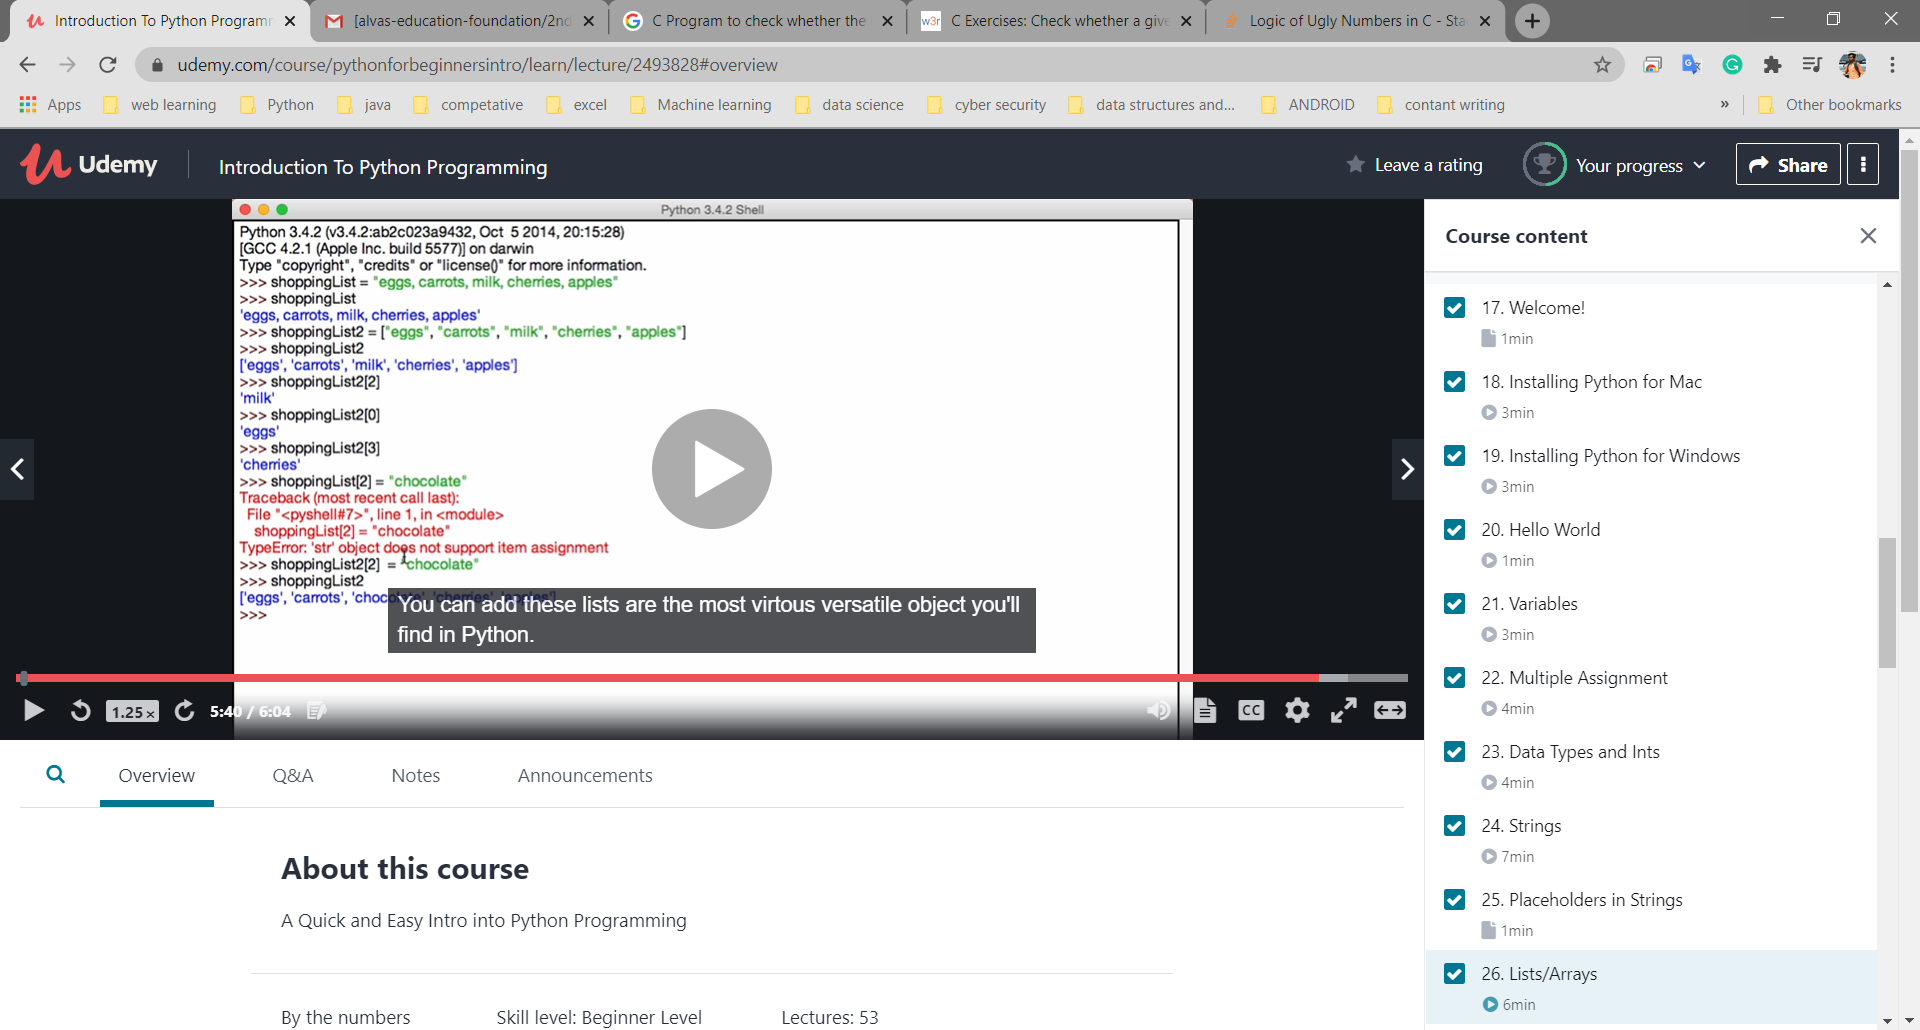 Introduction To Python Programm
[alvas-education-foundation/2nd
C Program to check whether the
w3r C Exercises: Check whether a give
Logic of Ugly Numbers in C - Sta
udemy.com/course/pythonforbeginnersintro/learn/lecture/2493828#overview
Apps web learning Python java competative excel Machine learning data science cyber security data structures and... ANDROID contant writing » Other bookmarks
Udemy Introduction To Python Programming Leave a rating Your progress Share
Python 3.4.2 Shell
Python 3.4.2 (v3.4.2:ab2c023a9432, Oct 5 2014, 20:15:28)
[GCC 4.2.1 (Apple Inc. build 5577)] on darwin
Type "copyright", "credits" or "license()" for more information.
>>> shoppingList = "eggs, carrots, milk, cherries, apples"
>>> shoppingList
'eggs, carrots, milk, cherries, apples'
>>> shoppingList2 = ["eggs", "carrots", "milk", "cherries", "apples"]
>>> shoppingList2
['eggs', 'carrots', 'milk', 'cherries', 'apples']
>>> shoppingList2[2]
'milk'
>>> shoppingList2[0]
'eggs'
>>> shoppingList2[3]
'cherries'
>>> shoppingList[2] = "chocolate"
Traceback (most recent call last):
File "<pyshell#7>", line 1, in <module>
shoppingList[2] = "chocolate"
TypeError: 'str' object does not support item assignment
>>> shoppingList2[2] = "chocolate"
>>> shoppingList2
['eggs', 'carrots', 'chocolate', 'cherries', 'apples']
>>>
You can add these lists are the most virtous versatile object you'll
find in Python.
1.25x 5:40 / 6:04 CC
Overview Q&A Notes Announcements
About this course
A Quick and Easy Intro into Python Programming
By the numbers Skill level: Beginner Level Lectures: 53
Course content
17. Welcome!
1min
18. Installing Python for Mac
3min
19. Installing Python for Windows
3min
20. Hello World
1min
21. Variables
3min
22. Multiple Assignment
4min
23. Data Types and Ints
4min
24. Strings
7min
25. Placeholders in Strings
1min
26. Lists/Arrays
6min